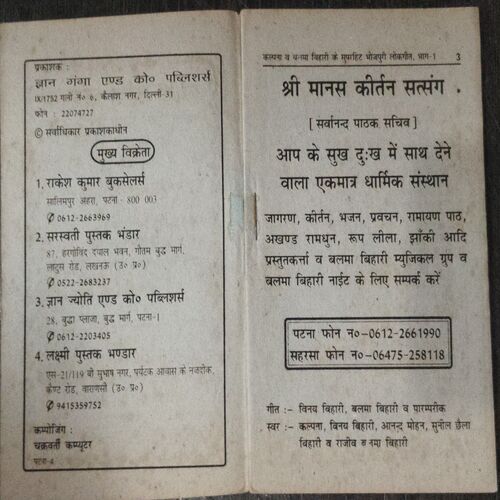 प्रकाशक :
ज्ञान गंगा एण्ड को० पब्लिशर्स
IX/1752 गली नं० 6, कैलाश नगर, दिल्ली-31
फोन : 22074727
© सर्वाधिकार प्रकाशकाधीन
मुख्य विक्रेता
1. राकेश कुमार बुकसेलर्स
सालिमपुर अहरा, पटना - 800 003
✆ 0612-2663969
2. सरस्वती पुस्तक भंडार
87, हरगोविन्द दयाल भवन, गौतम बुद्ध मार्ग,
लाटुस रोड, लखनऊ (उ० प्र०)
✆ 0522-2683237
3. ज्ञान ज्योति एण्ड को० पब्लिशर्स
28, बुद्धा प्लाजा, बुद्ध मार्ग, पटना-1
✆ 0612-2203405
4. लक्ष्मी पुस्तक भण्डार
एस-21/119 बी सुभाष नगर, पर्यटक आवास के नजदीक,
केण्ट रोड, वाराणसी (उ० प्र०)
✆ 9415359752
कम्पोजिंग :
चक्रवर्ती कम्प्यूटर
पटना-4
कल्पना व बलमा बिहारी के सुपरहिट भोजपुरी लोकगीत, भाग-1 3
श्री मानस कीर्तन सत्संग .
[ सर्वानन्द पाठक सचिव ]
आप के सुख दुःख में साथ देने
वाला एकमात्र धार्मिक संस्थान
जागरण, कीर्तन, भजन, प्रवचन, रामायण पाठ,
अखण्ड रामधुन, रूप लीला, झाँकी आदि
प्रस्तुतकर्त्ता व बलमा बिहारी म्युजिकल ग्रुप व
बलमा बिहारी नाईट के लिए सम्पर्क करें
पटना फोन न०-0612-2661990
सहरसा फोन न०-06475-258118
गीत :- विनय बिहारी, बलमा बिहारी व पारम्परीक
स्वर :- कल्पना, विनय बिहारी, आनन्द मोहन, सुनील छैला
बिहारी व राजीव बिहारी